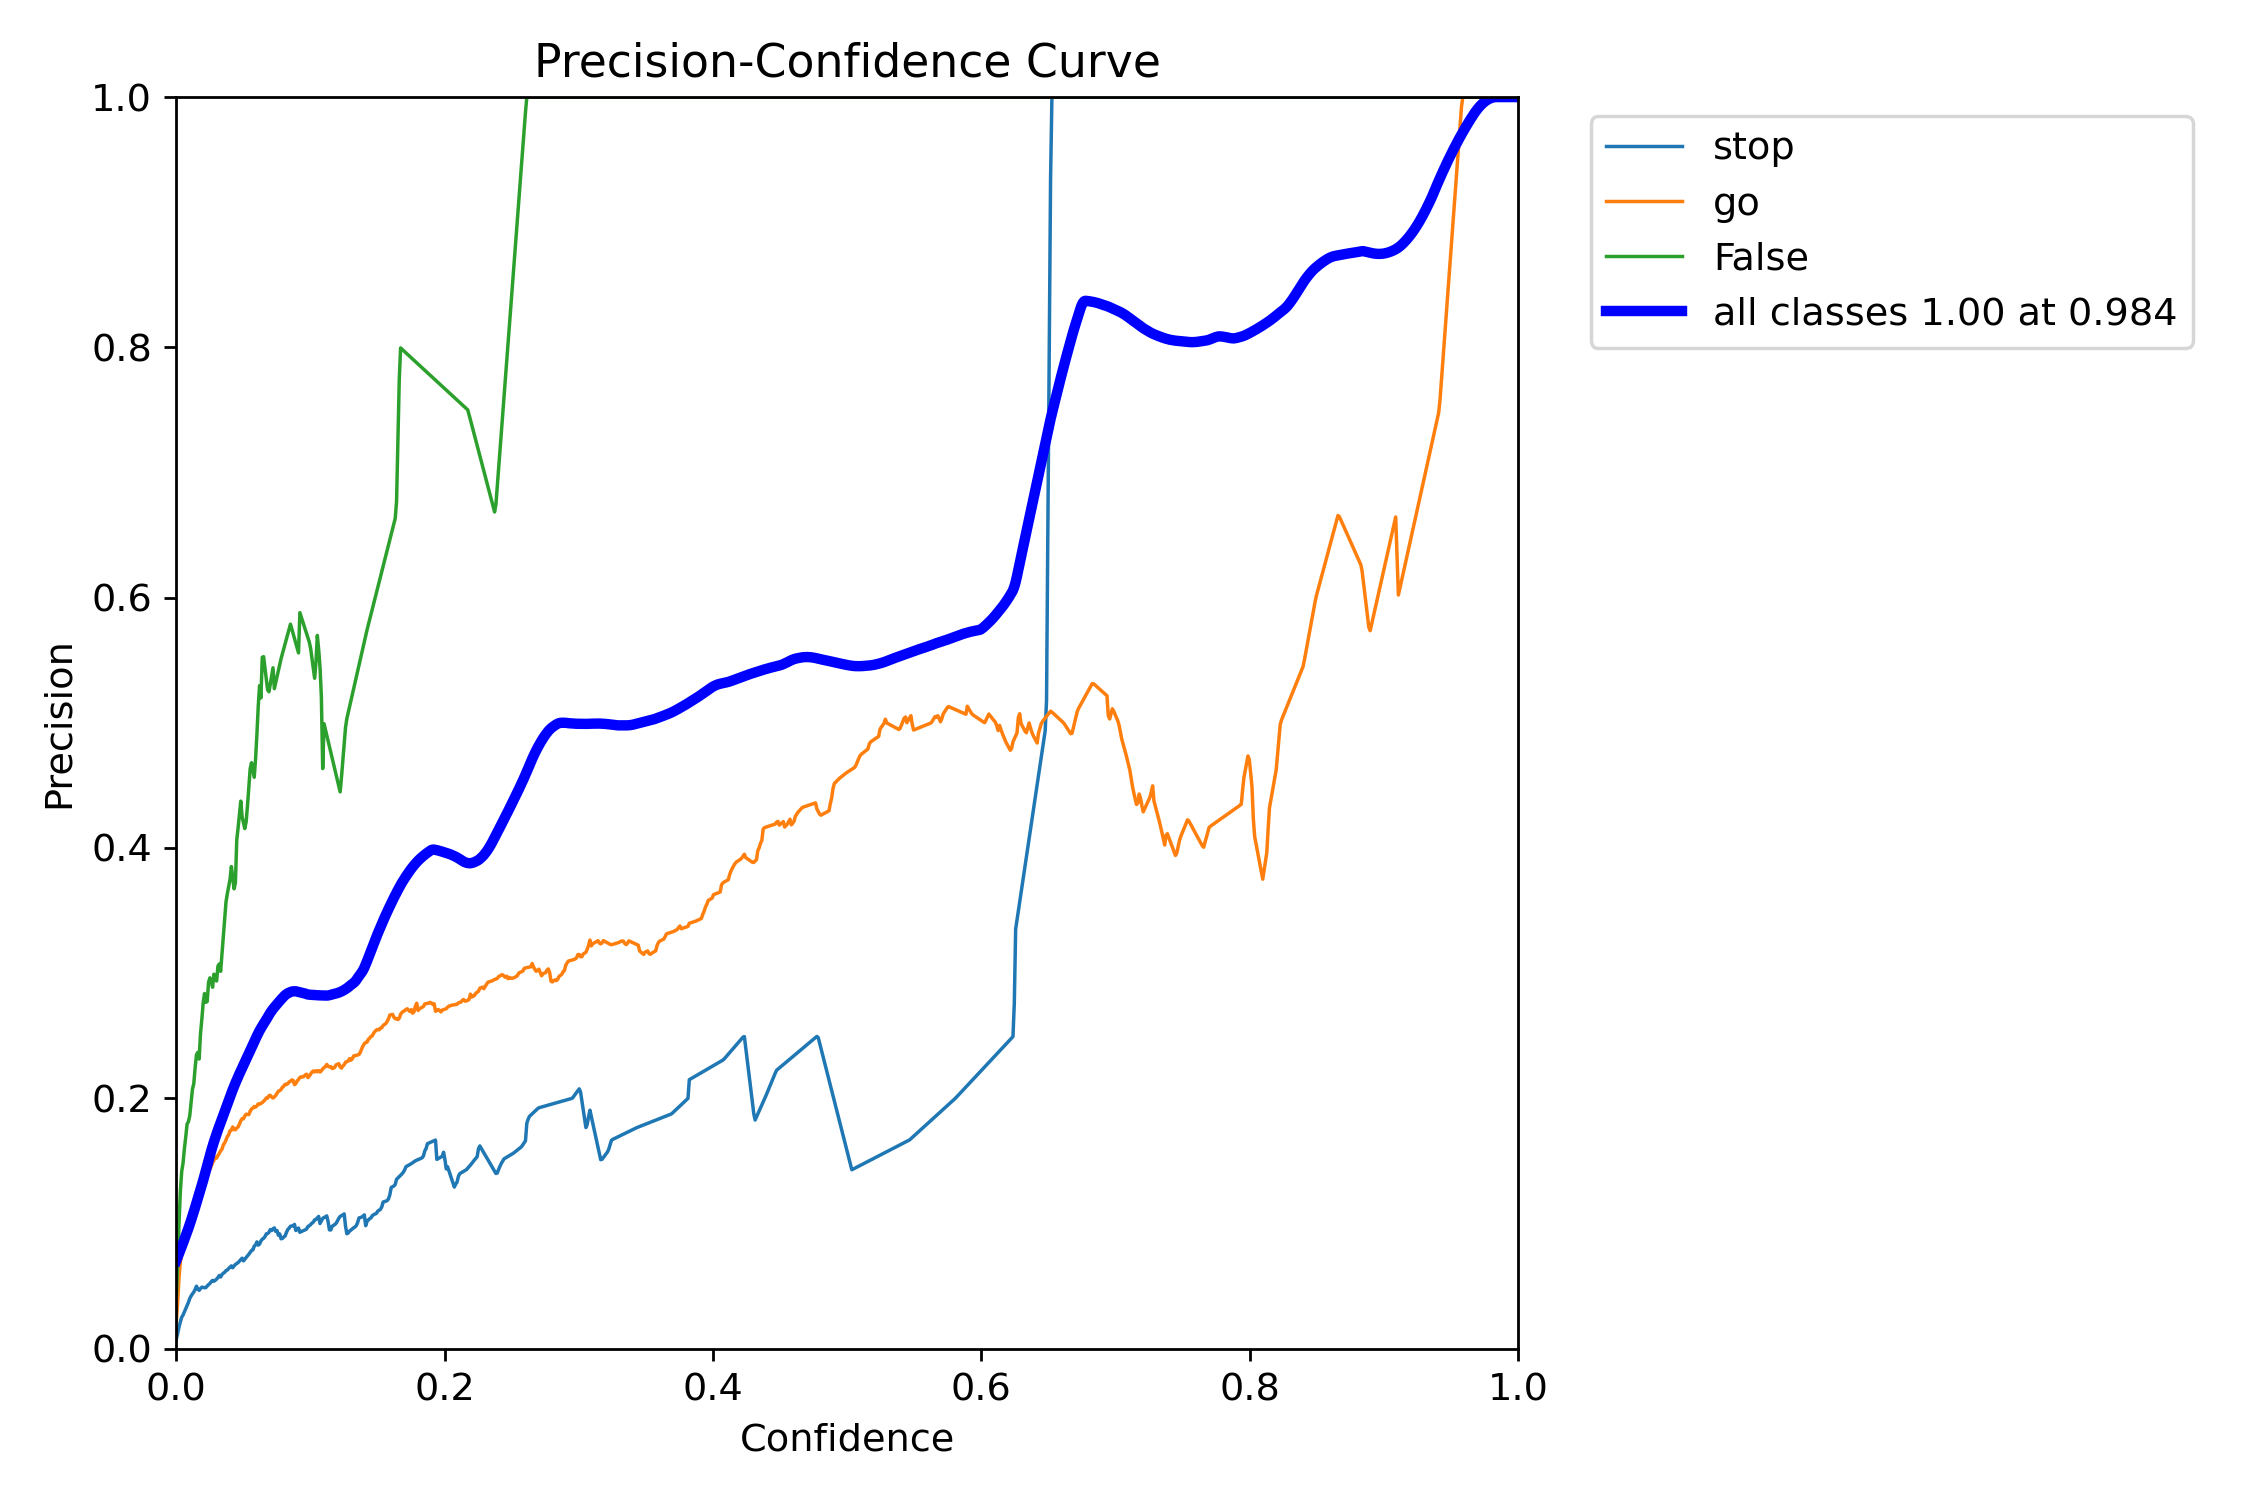 Precision-Confidence Curve
1.0
0.8
0.6
0.4
0.2
0.0
Precision
0.0 0.2 0.4 0.6 0.8 1.0
Confidence
stop
go
False
all classes 1.00 at 0.984